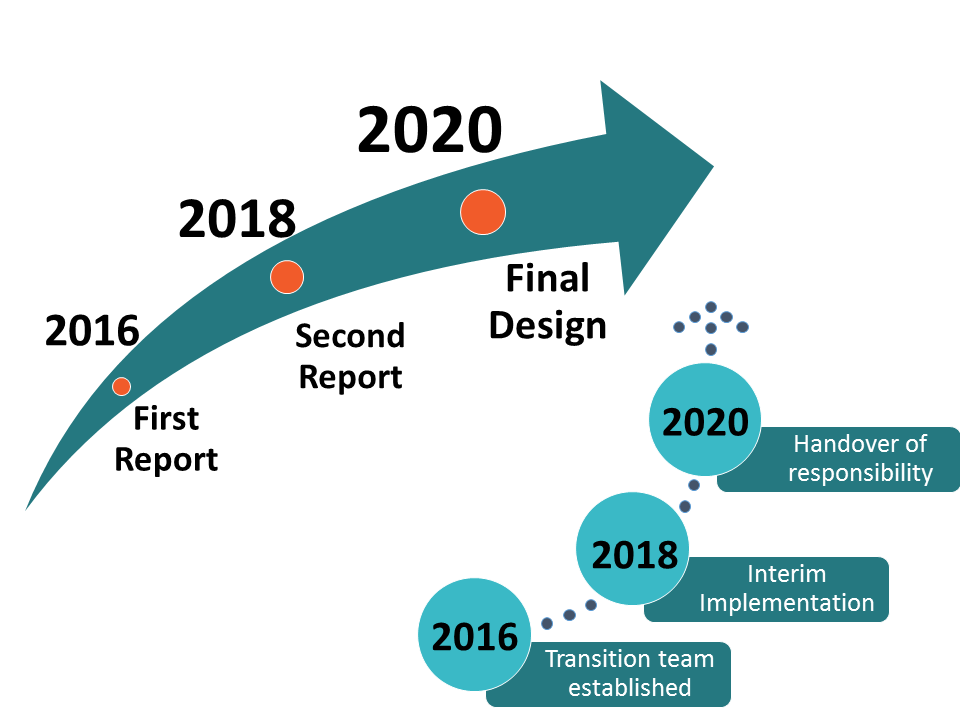 2020
2018
2016
Final
Design
Second
Report
First
Report
2020
Handover of
responsibility
2018
Interim
Implementation
2016
Transition team
established